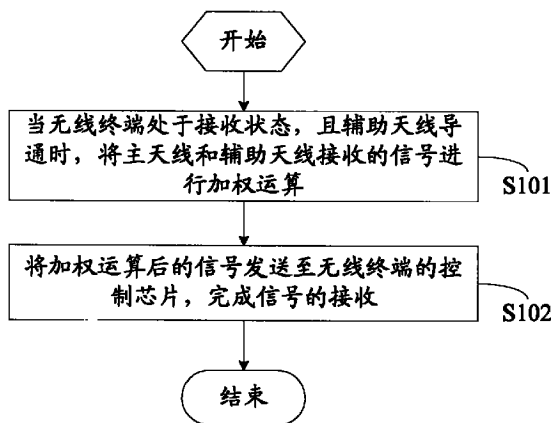 开始
当无线终端处于接收状态，且辅助天线导
通时，将主天线和辅助天线接收的信号进
行加权运算
S101
将加权运算后的信号发送至无线终端的控
制芯片，完成信号的接收
S102
结束